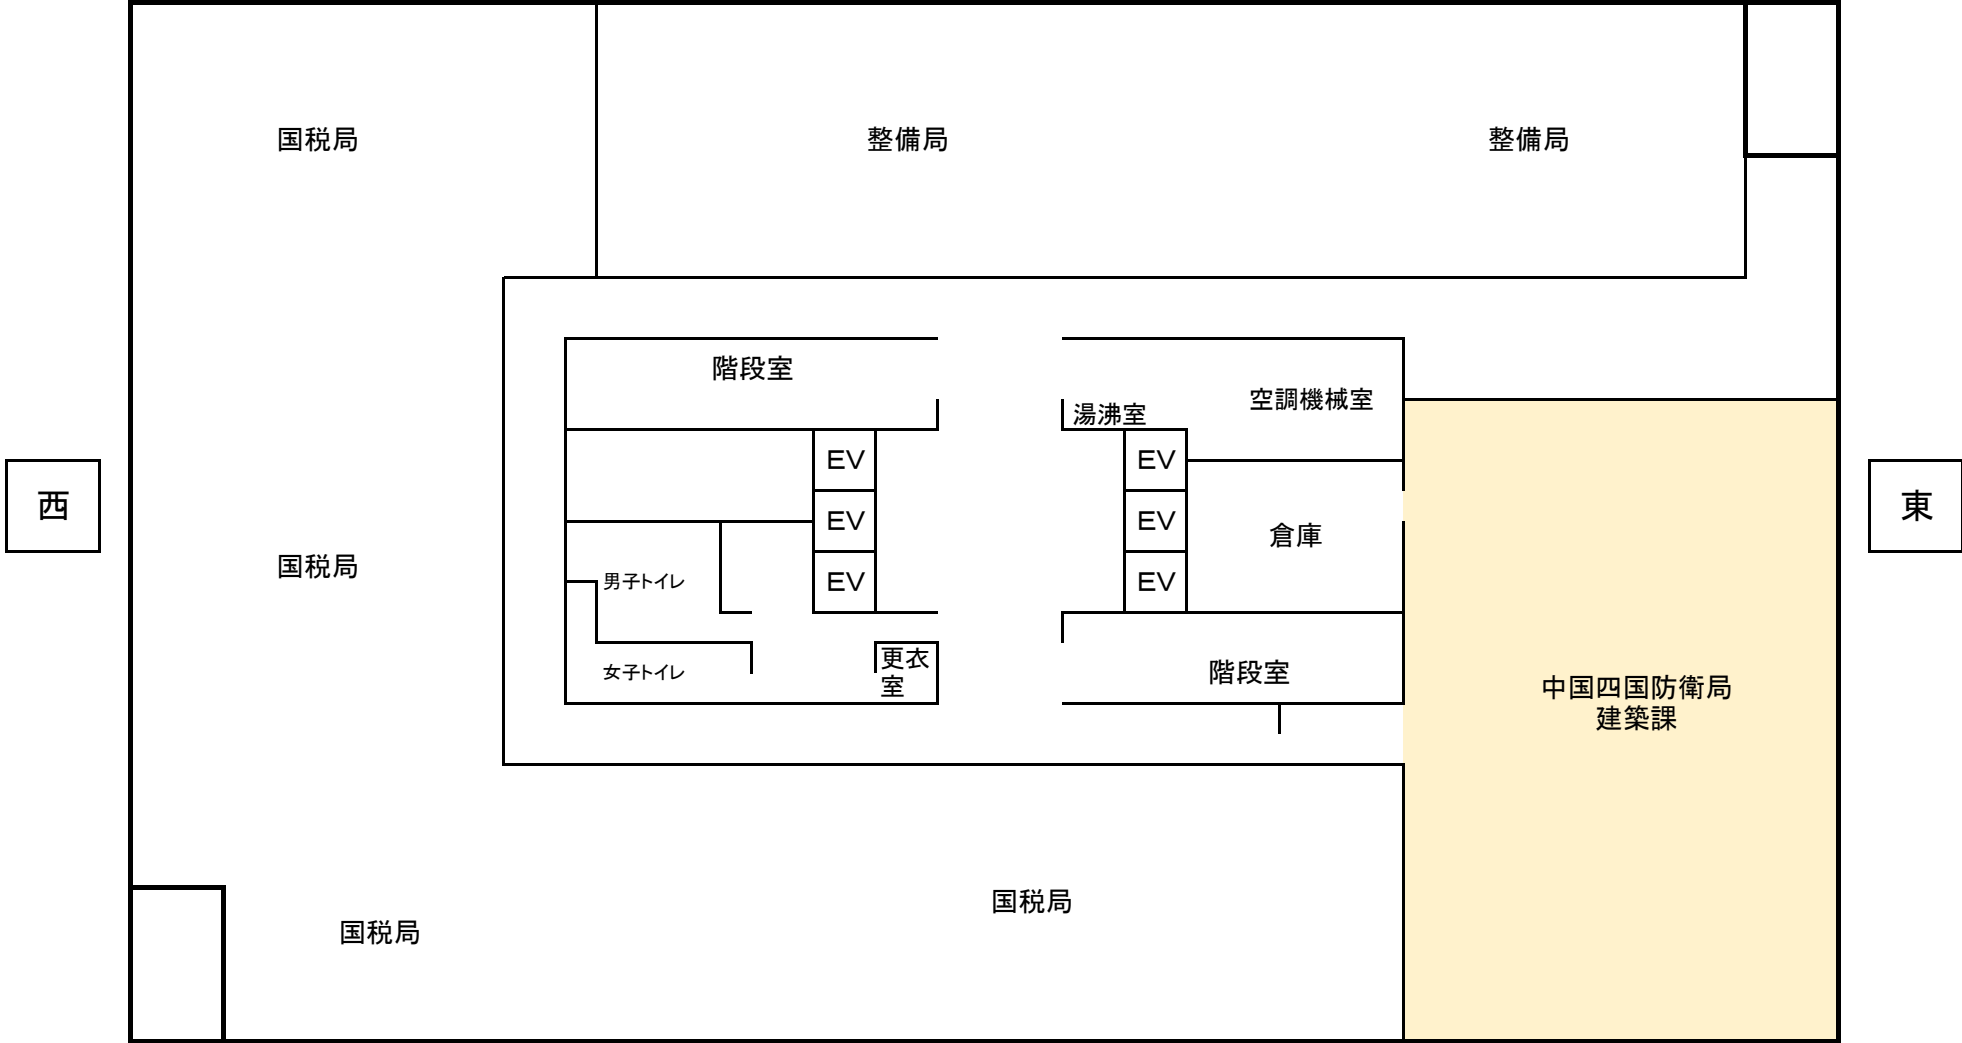 国税局
整備局
整備局
階段室
空調機械室
湯沸室
ＥＶ
ＥＶ
西
ＥＶ
ＥＶ
東
倉庫
国税局
男子トイレ
ＥＶ
ＥＶ
女子トイレ
更衣
室
階段室
中国四国防衛局
建築課
国税局
国税局